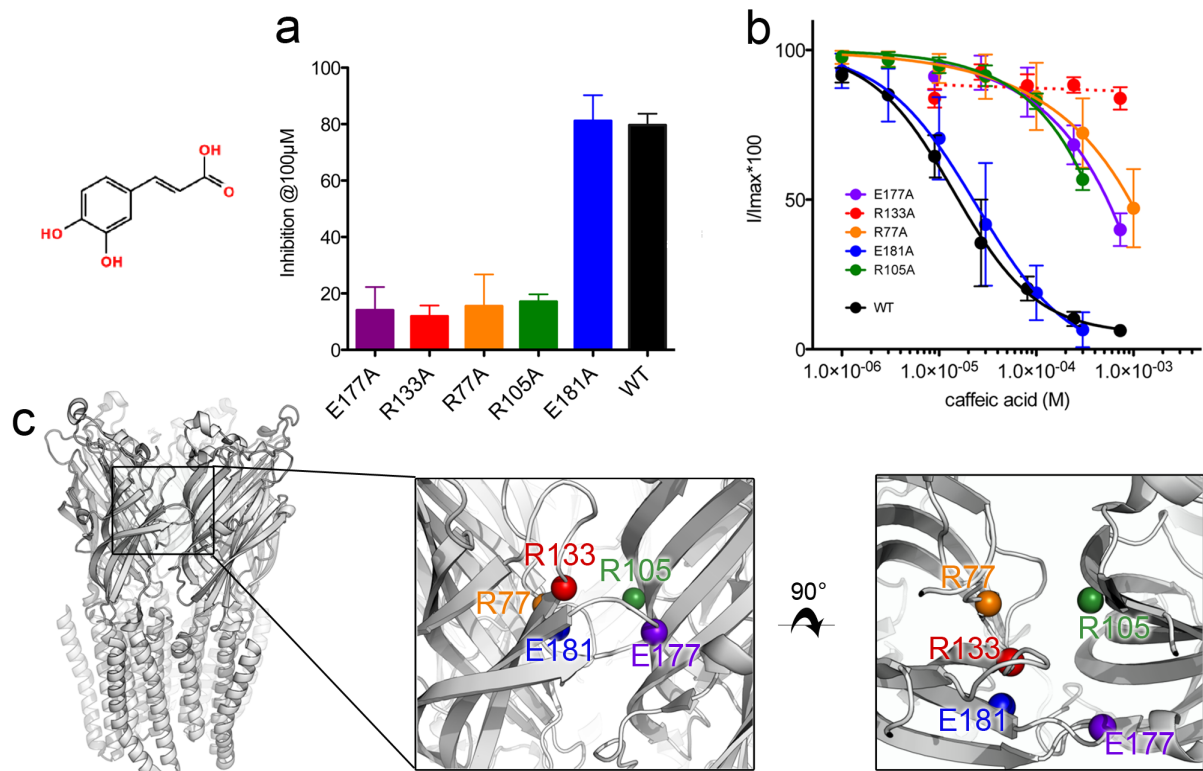 a
b
OH
O
HO
OH
Inhibition @100μM
100
80
60
40
20
0
E177A
R133A
R77A
R105A
E181A
WT
I/Imax*100
100
50
0
E177A
R133A
R77A
E181A
R105A
WT
1.0×10⁻⁰⁶
1.0×10⁻⁰⁵
1.0×10⁻⁰⁴
1.0×10⁻⁰³
caffeic acid (M)
c
R133
R105
R77
E181
E177
90°
R77
R105
R133
E181
E177